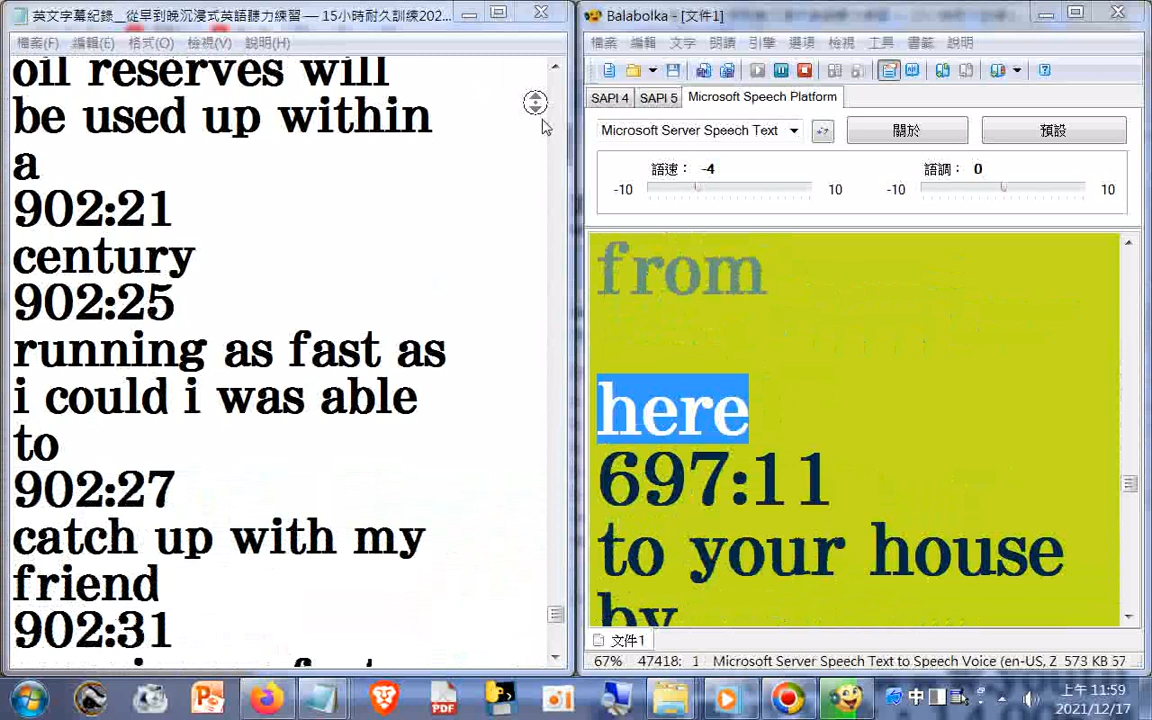 英文字幕紀錄__從早到晚沉浸式英語聽力練習 — 15小時耐久訓練202...
檔案(F) 編輯(E) 格式(O) 檢視(V) 說明(H)
oil reserves will
be used up within
a
902:21
century
902:25
running as fast as
i could i was able
to
902:27
catch up with my
friend
902:31
Balabolka - [文件1]
檔案 編輯 文字 朗讀 引擎 選項 檢視 工具 書籤 說明
SAPI 4 SAPI 5 Microsoft Speech Platform
Microsoft Server Speech Text 關於 預設
語速： -4 語調： 0
-10 10 -10 10
from
here
697:11
to your house
by
文件1
67% 47418: 1 Microsoft Server Speech Text to Speech Voice (en-US, Z 573 KB 57
中
上午 11:59
2021/12/17